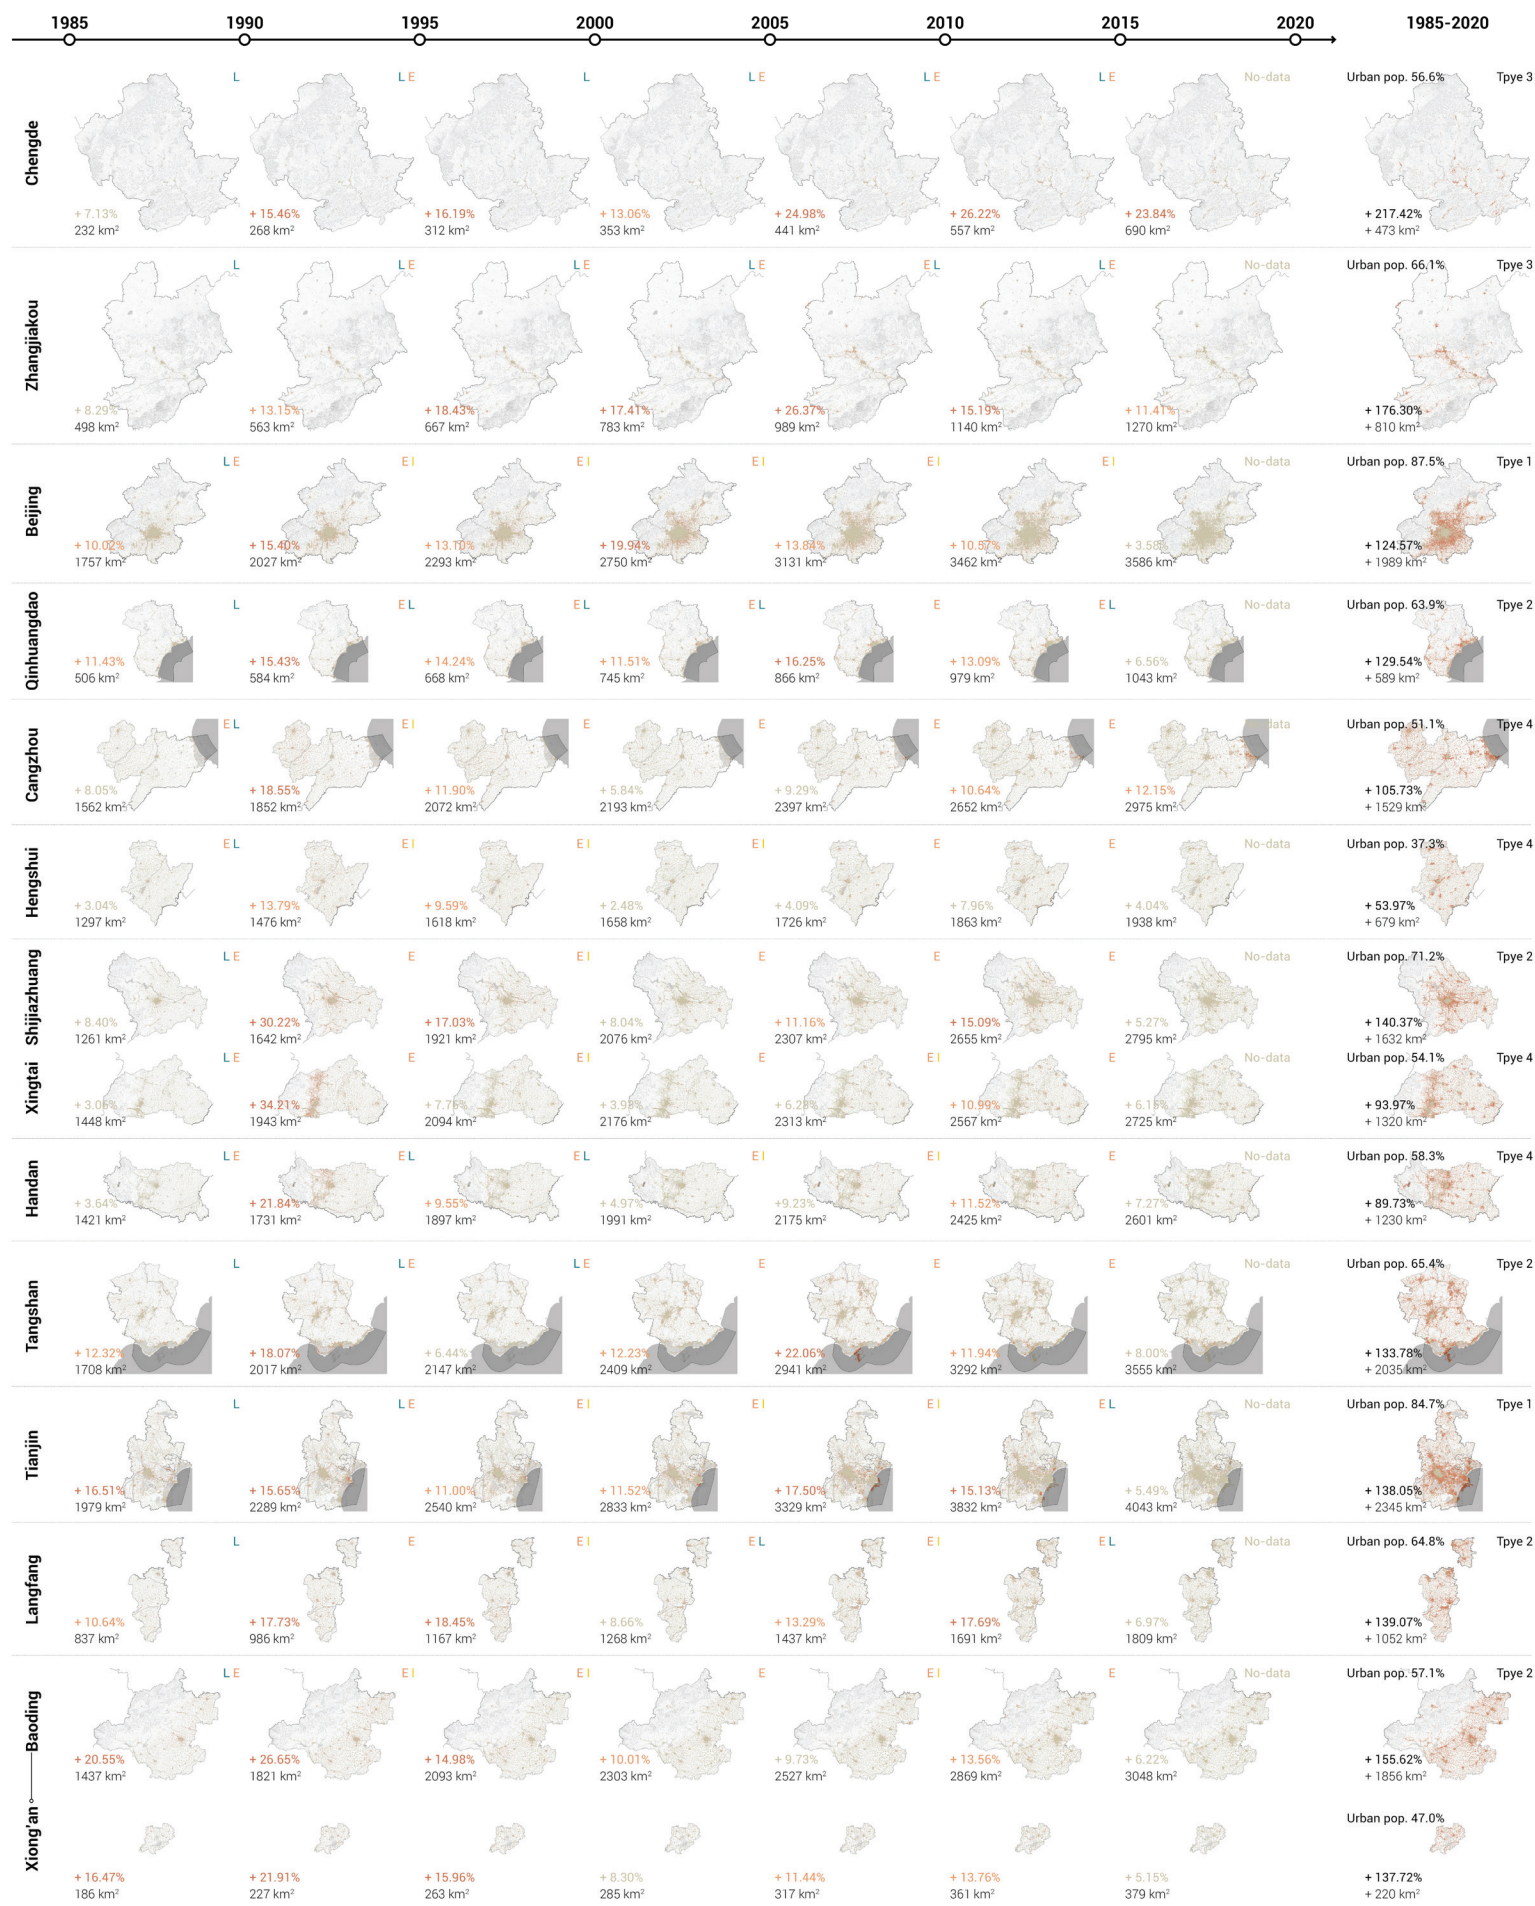 1985 1990 1995 2000 2005 2010 2015 2020 1985-2020
Chengde
L L E L L E L E L E No-data Urban pop. 56.6% Tpye 3
+ 7.13% + 15.46% + 16.19% + 13.06% + 24.98% + 26.22% + 23.84% + 217.42%
232 km² 268 km² 312 km² 353 km² 441 km² 557 km² 690 km² + 473 km²
Zhangjiakou
L L E L E L E E L L E No-data Urban pop. 66.1% Tpye 3
+ 8.29% + 13.15% + 18.43% + 17.41% + 26.37% + 15.19% + 11.41% + 176.30%
498 km² 563 km² 667 km² 783 km² 989 km² 1140 km² 1270 km² + 810 km²
Beijing
L E E I E I E I E I E I No-data Urban pop. 87.5% Tpye 1
+ 10.02% + 15.40% + 13.10% + 19.94% + 13.84% + 10.57% + 3.58% + 124.57%
1757 km² 2027 km² 2293 km² 2750 km² 3131 km² 3462 km² 3586 km² + 1989 km²
Qinhuangdao
L E L E L E L E E L No-data Urban pop. 63.9% Tpye 2
+ 11.43% + 15.43% + 14.24% + 11.51% + 16.25% + 13.09% + 6.56% + 129.54%
506 km² 584 km² 668 km² 745 km² 866 km² 979 km² 1043 km² + 589 km²
Cangzhou
E L E I E E E E data Urban pop. 51.1% Tpye 4
+ 8.05% + 18.55% + 11.90% + 5.84% + 9.29% + 10.64% + 12.15% + 105.73%
1562 km² 1852 km² 2072 km² 2193 km² 2397 km² 2652 km² 2975 km² + 1529 km²
Hengshui
E L E I E I E I E E No-data Urban pop. 37.3% Tpye 4
+ 3.04% + 13.79% + 9.59% + 2.48% + 4.09% + 7.96% + 4.04% + 53.97%
1297 km² 1476 km² 1618 km² 1658 km² 1726 km² 1863 km² 1938 km² + 679 km²
Shijiazhuang
L E E E I E E E No-data Urban pop. 71.2% Tpye 2
+ 8.40% + 30.22% + 17.03% + 8.04% + 11.16% + 15.09% + 5.27% + 140.37%
1261 km² 1642 km² 1921 km² 2076 km² 2307 km² 2655 km² 2795 km² + 1632 km²
Xingtai
L E E E I E E I E No-data Urban pop. 54.1% Tpye 4
+ 34.21% + 10.99% + 93.97%
1448 km² 1943 km² 2094 km² 2176 km² 2313 km² 2567 km² 2725 km² + 1320 km²
Handan
L E E L E L E I E I E No-data Urban pop. 58.3% Tpye 4
+ 3.64% + 21.84% + 9.55% + 4.97% +9.23% + 11.52% + 7.27% + 89.73%
1421 km² 1731 km² 1897 km² 1991 km² 2175 km² 2425 km² 2601 km² + 1230 km²
Tangshan
L L E L E E E E No-data Urban pop. 65.4% Tpye 2
+ 12.32% + 18.07% + 6.44% + 12.23% + 22.06% + 11.94% + 8.00% + 133.78%
1708 km² 2017 km² 2147 km² 2409 km² 2941 km² 3292 km² 3555 km² + 2035 km²
Tianjin
L L E E I E I E I E L No-data Urban pop. 84.7% Tpye 1
+ 16.51% + 15.65% + 11.00% + 11.52% + 17.50% + 15.13% + 5.49% + 138.05%
1979 km² 2289 km² 2540 km² 2833 km² 3329 km² 3832 km² 4043 km² + 2345 km²
Langfang
L E E I E L E I E L No-data Urban pop. 64.8% Tpye 2
+ 10.64% + 17.73% + 18.45% + 8.66% + 13.29% + 17.69% + 6.97% + 139.07%
837 km² 986 km² 1167 km² 1268 km² 1437 km² 1691 km² 1809 km² + 1052 km²
Baoding
L E E I E I E E I E No-data Urban pop. 57.1% Tpye 2
+ 20.55% + 26.65% + 14.98% + 10.01% + 9.73% + 13.56% + 6.22% + 155.62%
1437 km² 1821 km² 2093 km² 2303 km² 2527 km² 2869 km² 3048 km² + 1856 km²
Xiong'an
Urban pop. 47.0%
+ 16.47% + 21.91% + 15.96% + 8.30% + 11.44% + 13.76% + 5.15% + 137.72%
186 km² 227 km² 263 km² 285 km² 317 km² 361 km² 379 km² + 220 km²